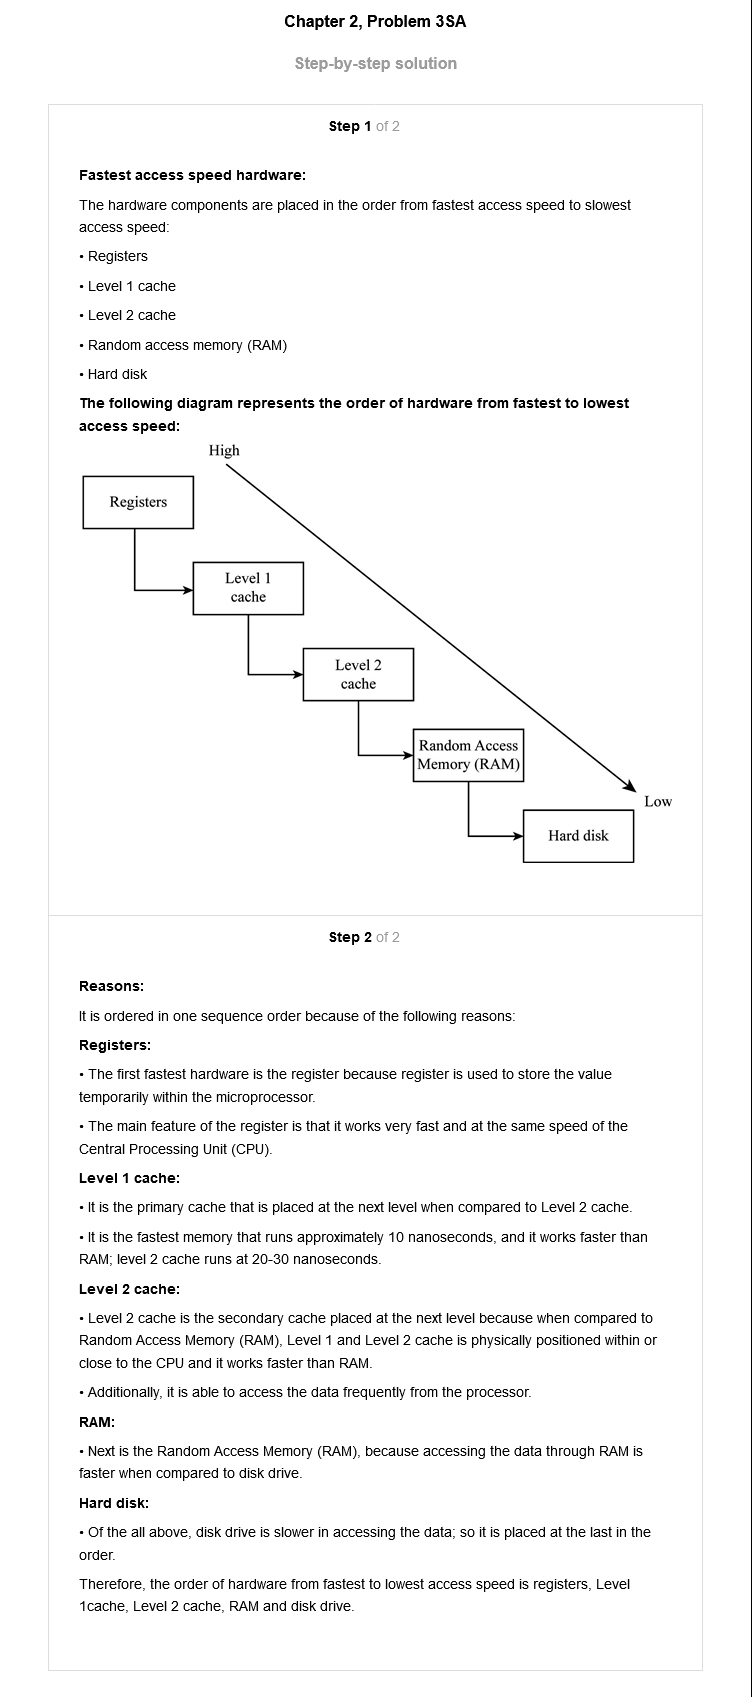 Chapter 2, Problem 3SA
Step-by-step solution
Step 1 of 2
Fastest access speed hardware:
The hardware components are placed in the order from fastest access speed to slowest
access speed:
• Registers
• Level 1 cache
• Level 2 cache
• Random access memory (RAM)
• Hard disk
The following diagram represents the order of hardware from fastest to lowest
access speed:
High
Registers
Level 1
cache
Level 2
cache
Random Access
Memory (RAM)
Low
Hard disk
Step 2 of 2
Reasons:
It is ordered in one sequence order because of the following reasons:
Registers:
• The first fastest hardware is the register because register is used to store the value
temporarily within the microprocessor.
• The main feature of the register is that it works very fast and at the same speed of the
Central Processing Unit (CPU).
Level 1 cache:
• It is the primary cache that is placed at the next level when compared to Level 2 cache.
• It is the fastest memory that runs approximately 10 nanoseconds, and it works faster than
RAM; level 2 cache runs at 20-30 nanoseconds.
Level 2 cache:
• Level 2 cache is the secondary cache placed at the next level because when compared to
Random Access Memory (RAM), Level 1 and Level 2 cache is physically positioned within or
close to the CPU and it works faster than RAM.
• Additionally, it is able to access the data frequently from the processor.
RAM:
• Next is the Random Access Memory (RAM), because accessing the data through RAM is
faster when compared to disk drive.
Hard disk:
• Of the all above, disk drive is slower in accessing the data; so it is placed at the last in the
order.
Therefore, the order of hardware from fastest to lowest access speed is registers, Level
1cache, Level 2 cache, RAM and disk drive.